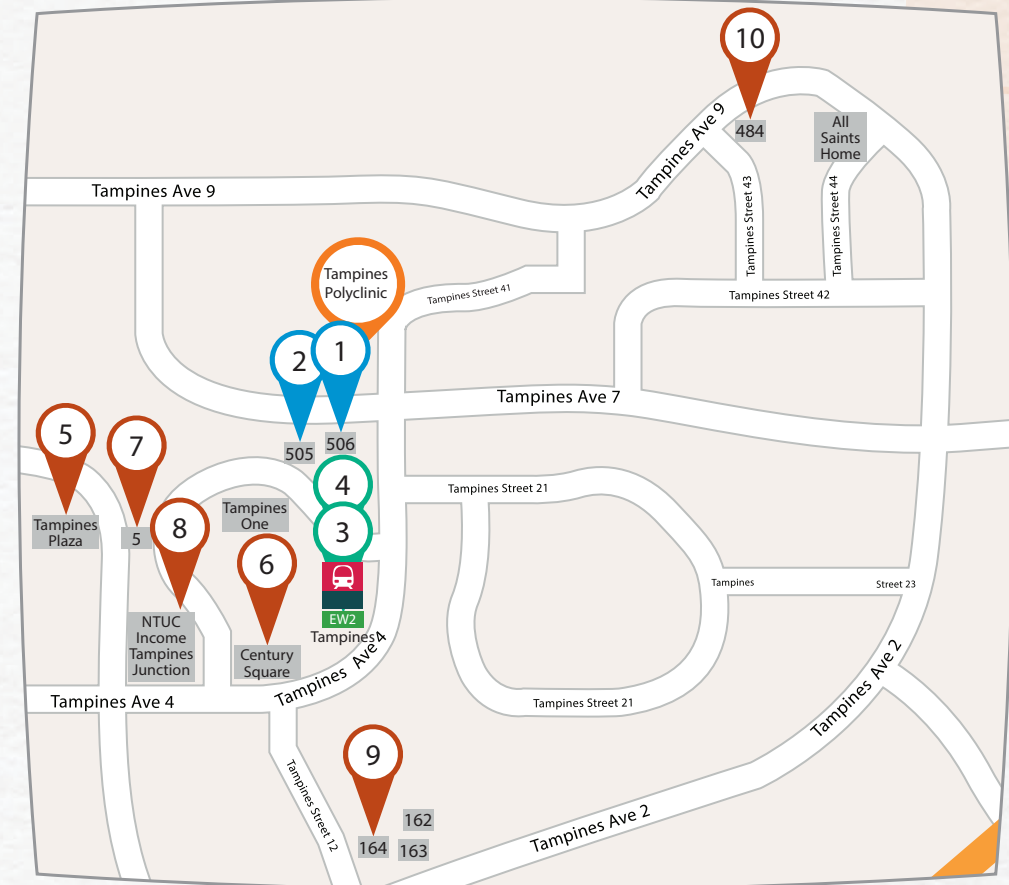 10
484
All
Saints
Home
Tampines Ave 9
Tampines Ave 9
Tampines Street 43
Tampines Street 44
Tampines
Polyclinic
Tampines Street 41
Tampines Street 42
2
1
505
506
Tampines Ave 7
5
Tampines
Plaza
7
5
8
NTUC
Income
Tampines
Junction
Tampines
One
6
Century
Square
4
3
EW2
Tampines
Tampines Street 21
Tampines Street 23
Tampines Ave 4
Tampines Ave 4
Tampines Street 21
Tampines Ave 2
Tampines Street 12
9
164
162
163
Tampines Ave 2